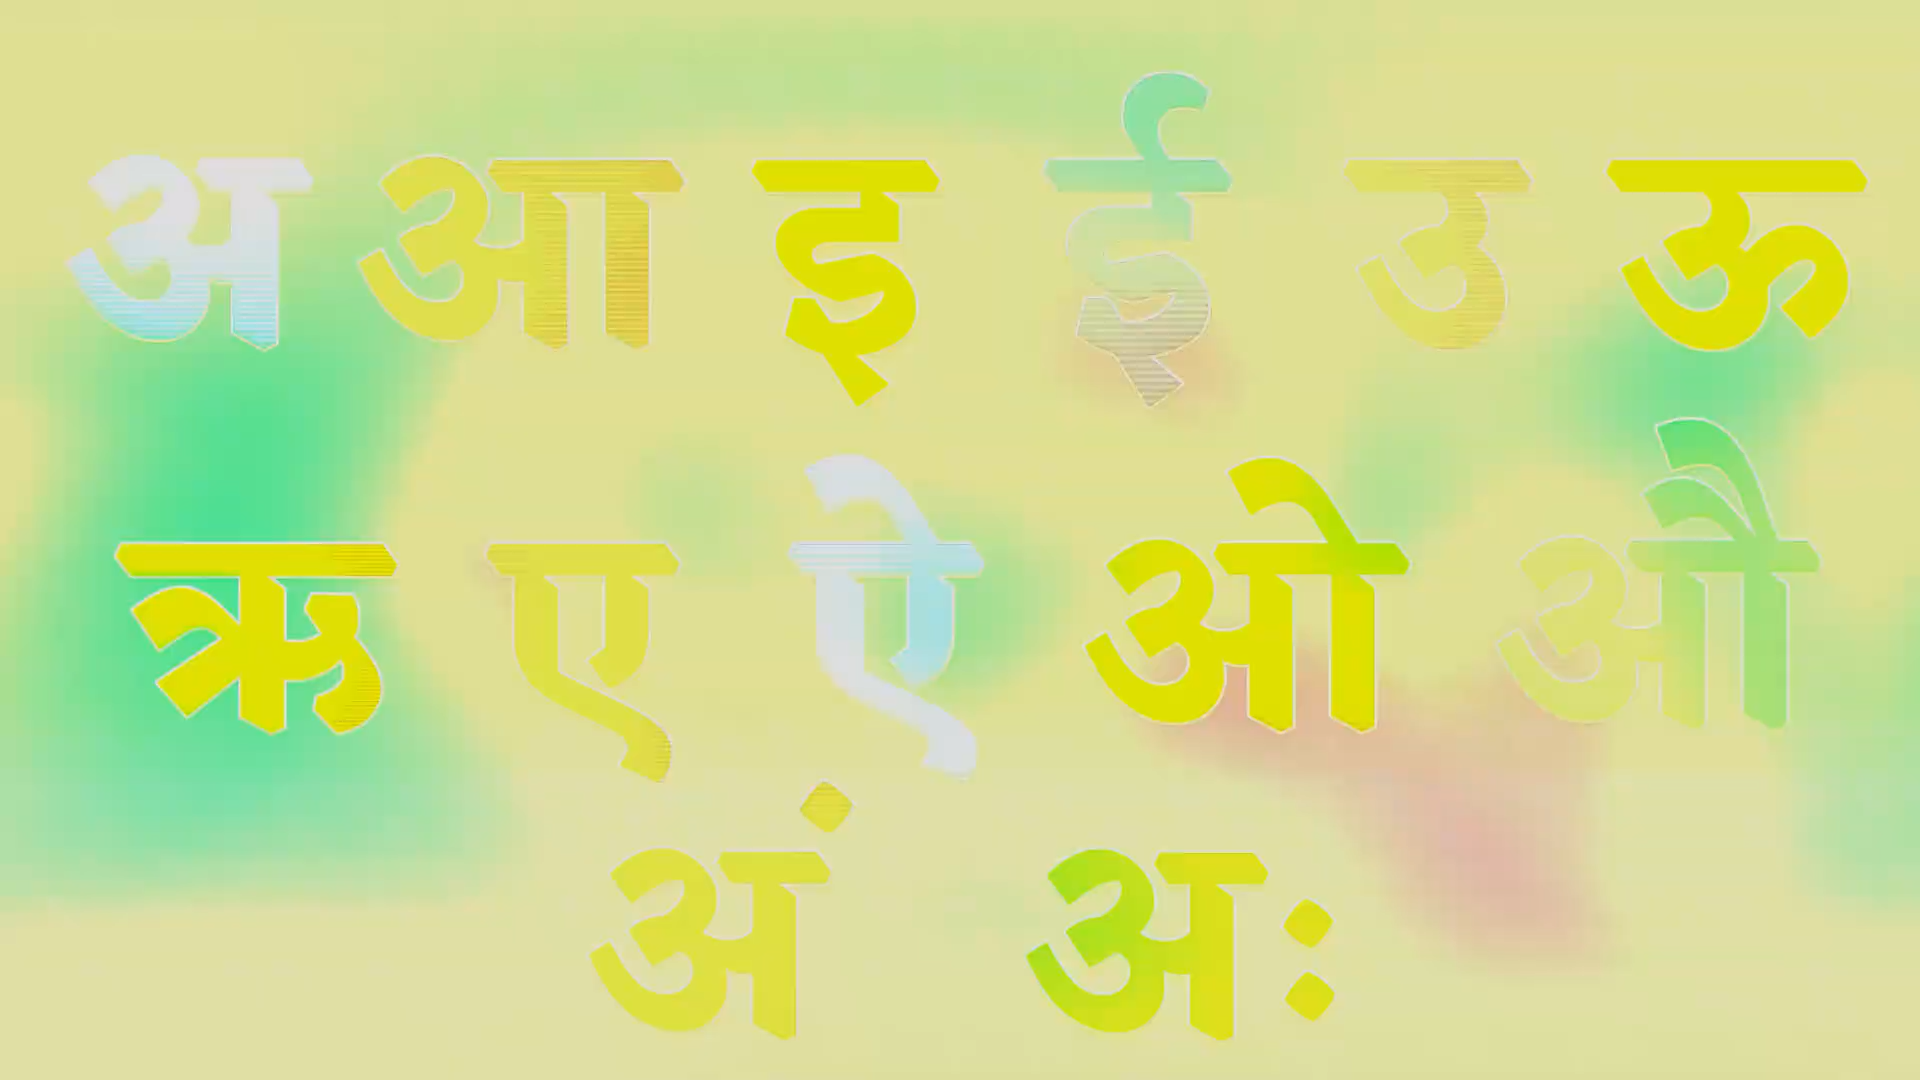 अ आ इ ई उ ऊ
ऋ ए ऐ ओ औ
अं अः